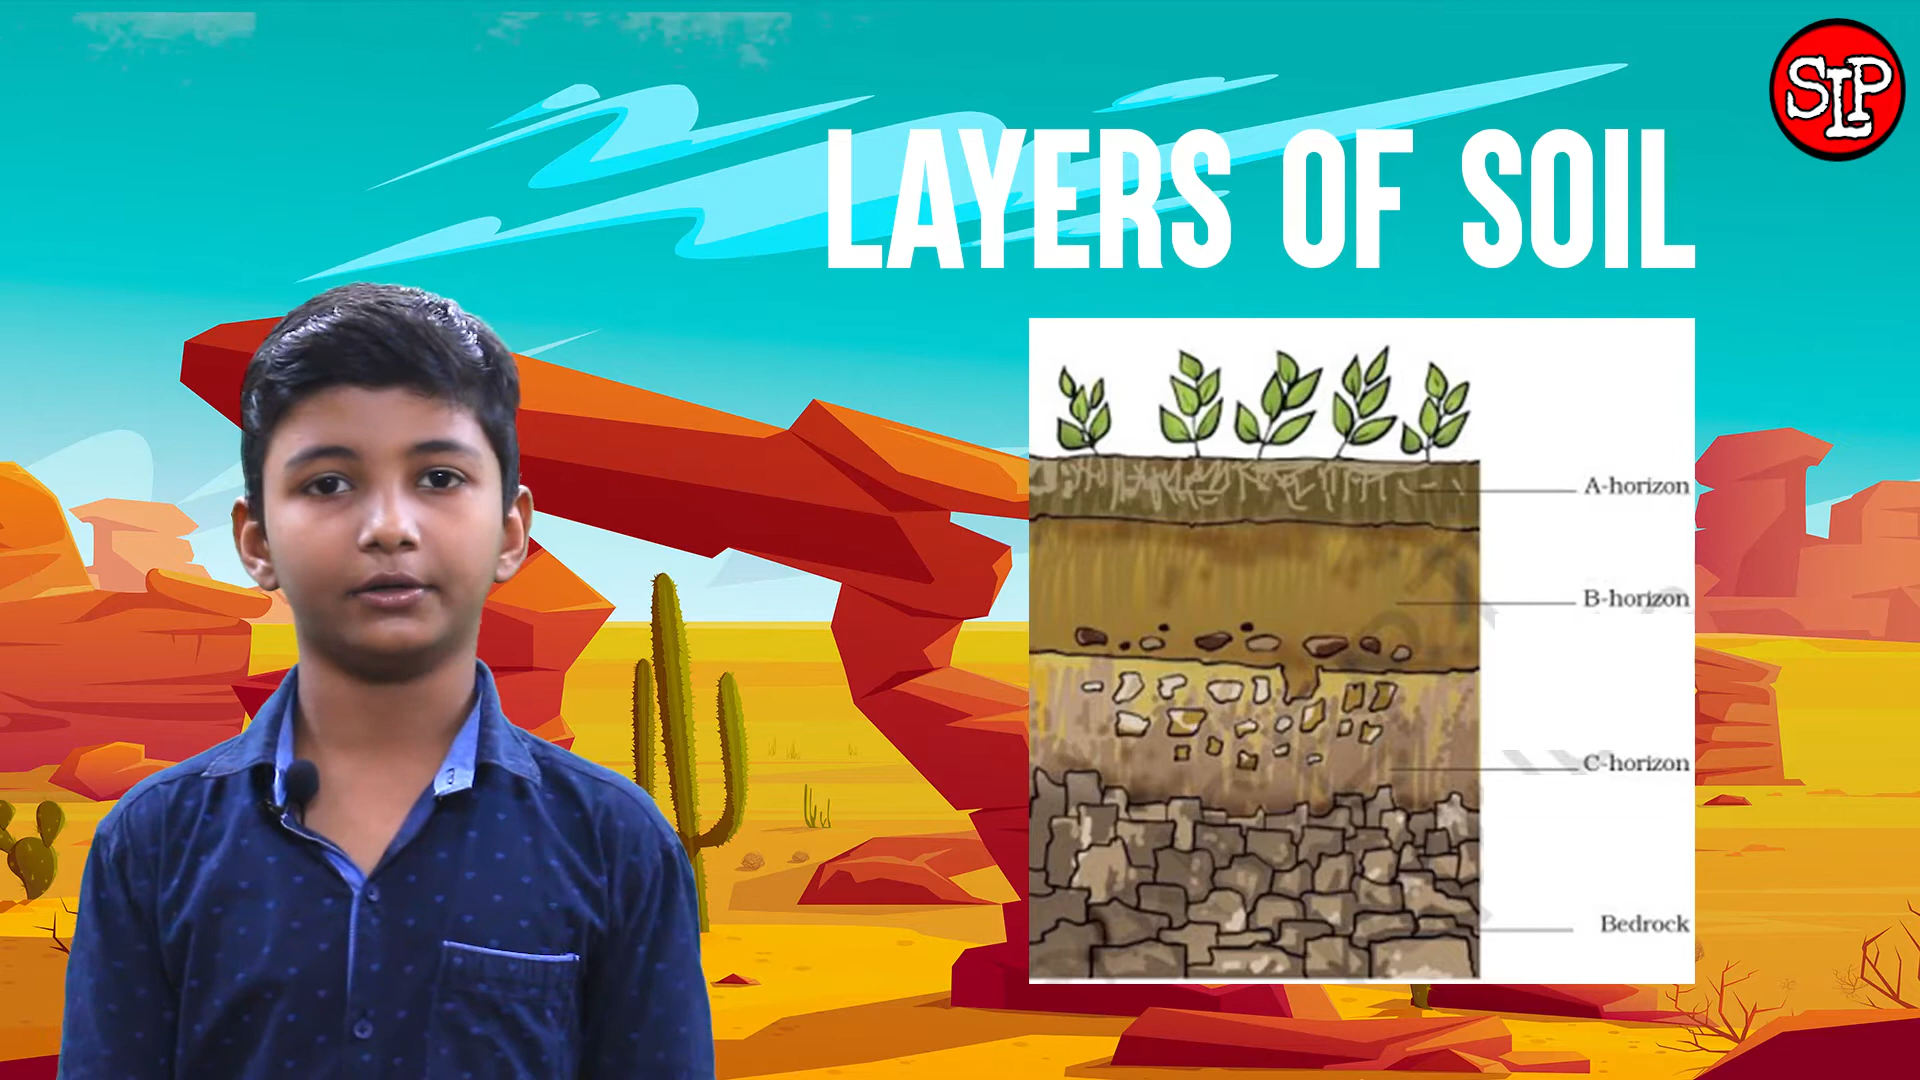 SLP
LAYERS OF SOIL
A-horizon
B-horizon
C-horizon
Bedrock